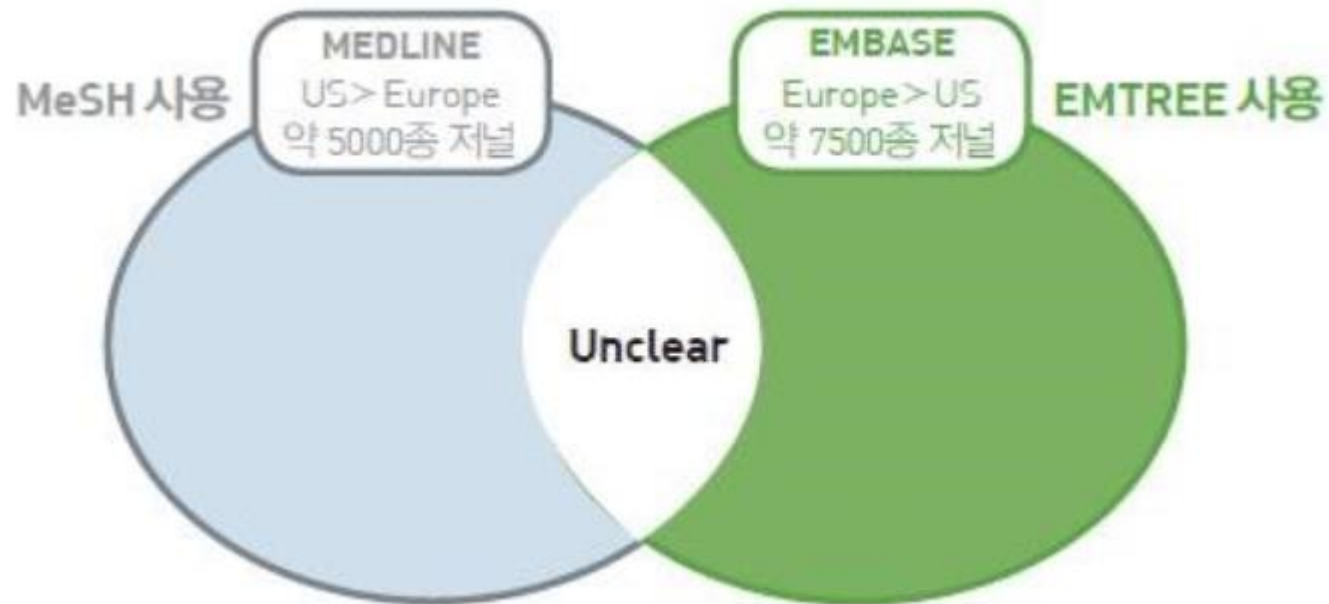 MEDLINE
US> Europe
약 5000종 저널
MeSH 사용
EMBASE
Europe>US
약 7500종 저널
EMTREE 사용
Unclear